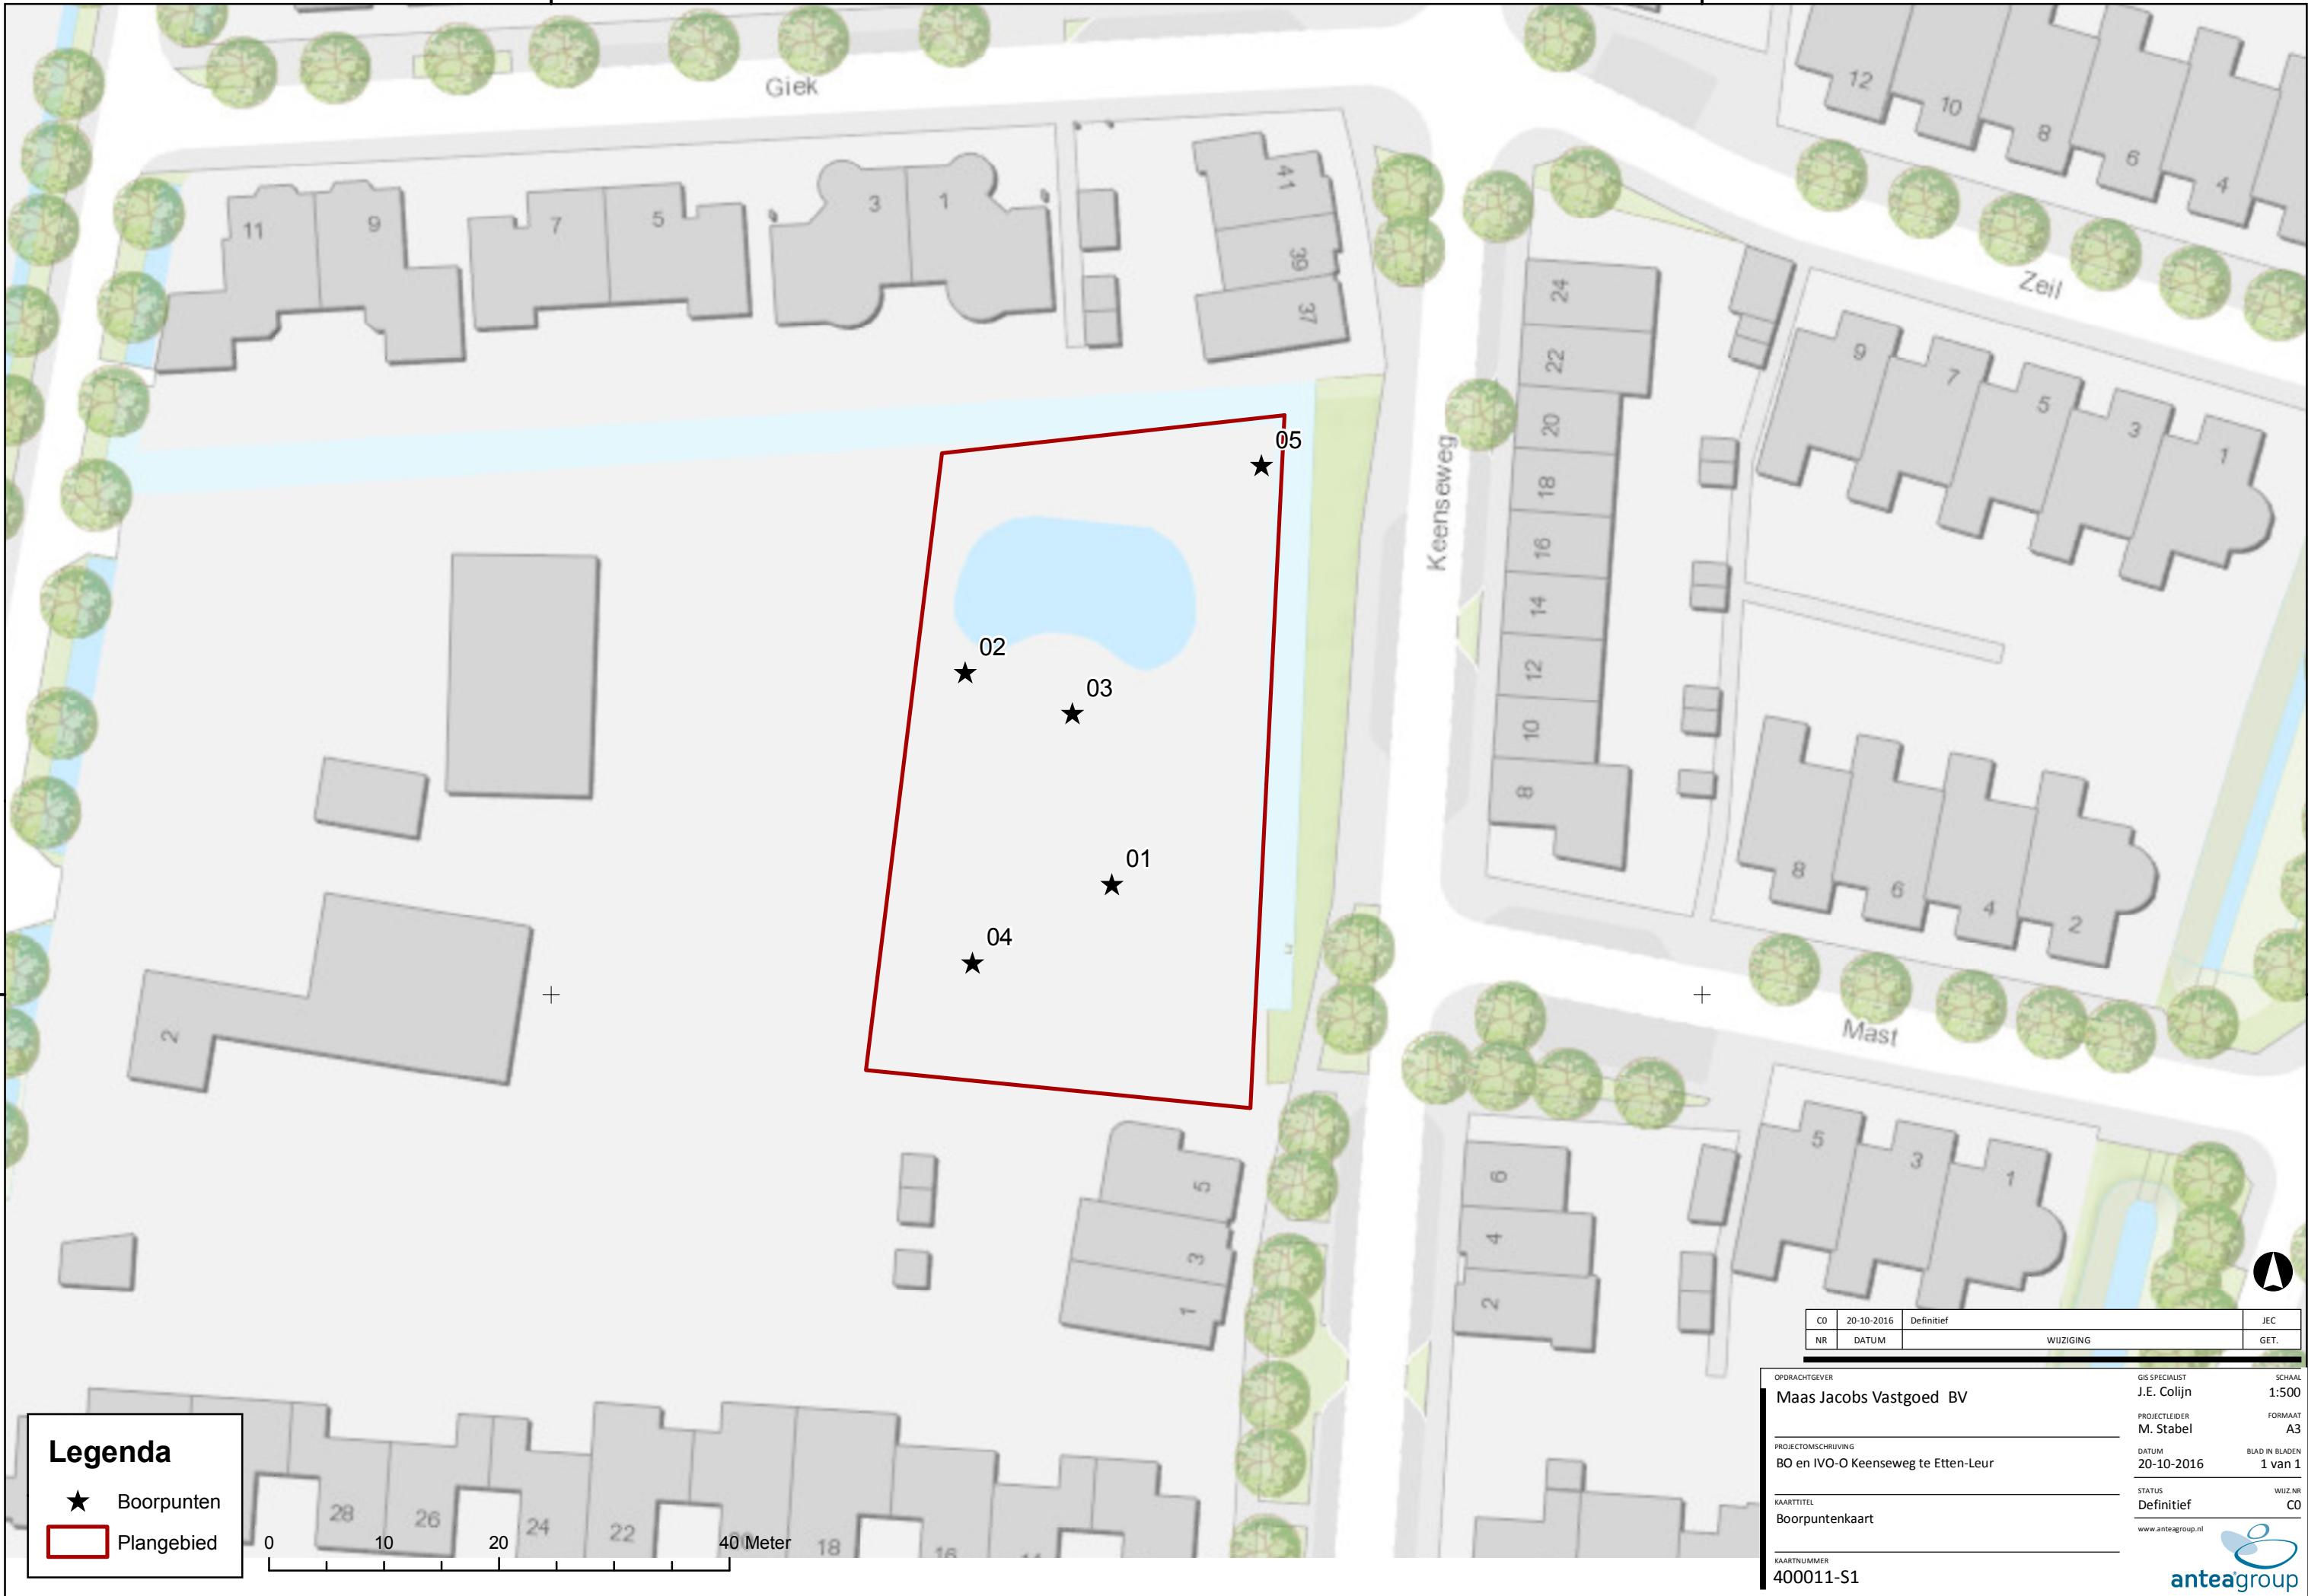 Giek
12
10
8
6
4
11
9
7
5
3
1
41
39
37
Zeil
24
22
20
18
16
14
12
10
8
9
7
5
3
1
Keenseweg
05
02
03
01
04
8
6
4
2
2
Mast
5
3
1
5
3
1
6
4
2
28
26
24
22
20
18
16
14
Legenda
Boorpunten
Plangebied
0 10 20 40 Meter
C0 20-10-2016 Definitief JEC
NR DATUM WIJZIGING GET.
OPDRACHTGEVER
Maas Jacobs Vastgoed BV
PROJECTOMSCHRIJVING
BO en IVO-O Keenseweg te Etten-Leur
KAARTTITEL
Boorpuntenkaart
KAARTNUMMER
400011-S1
GIS SPECIALIST SCHAAL
J.E. Colijn 1:500
PROJECTLEIDER FORMAAT
M. Stabel A3
DATUM BLAD IN BLADEN
20-10-2016 1 van 1
STATUS WIJZ.NR
Definitief C0
www.anteagroup.nl
anteagroup